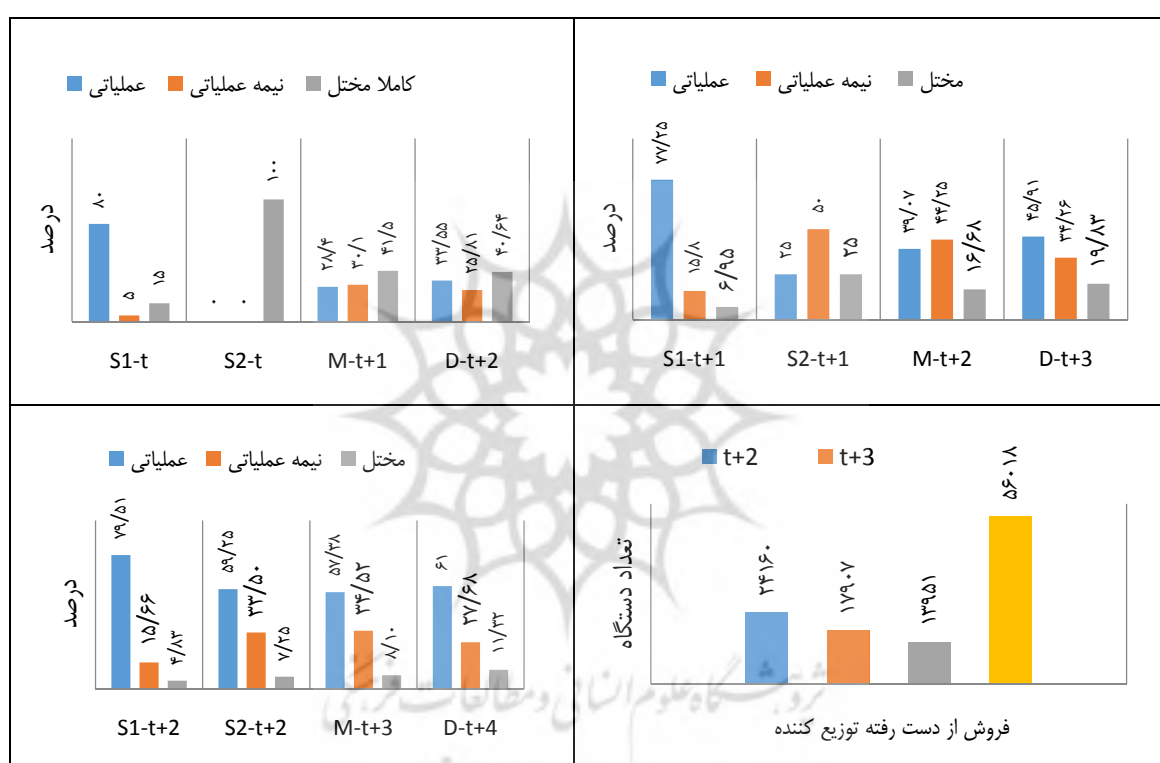 عملیاتی نیمه عملیاتی کاملا مختل
درصد
۸۰ ۵ ۱۵ ۰ ۰ ۱۰۰ ۲۸/۴ ۳۰/۱ ۴۱/۵ ۳۳/۵۵ ۲۵/۸۱ ۴۰/۶۴
S1-t S2-t M-t+1 D-t+2
عملیاتی نیمه عملیاتی مختل
درصد
۷۷/۲۵ ۱۵/۸ ۶/۹۵ ۲۵ ۵۰ ۲۵ ۳۹/۰۷ ۴۴/۲۵ ۱۶/۶۸ ۴۵/۹۱ ۳۴/۲۶ ۱۹/۸۳
S1-t+1 S2-t+1 M-t+2 D-t+3
عملیاتی نیمه عملیاتی مختل
درصد
۷۹/۵۱ ۱۵/۶۶ ۴/۸۳ ۵۹/۲۵ ۳۳/۵۰ ۷/۲۵ ۵۷/۳۸ ۳۴/۵۲ ۸/۱۰ ۶۱ ۲۷/۶۸ ۱۱/۳۲
S1-t+2 S2-t+2 M-t+3 D-t+4
t+2 t+3
تعداد دستگاه
۲۴۱۶۰ ۱۷۹۰۷ ۱۳۹۵۱ ۵۶۰۱۸
فروش از دست رفته توزیع کننده
پژوهشگاه علوم انسانی و مطالعات فرهنگی